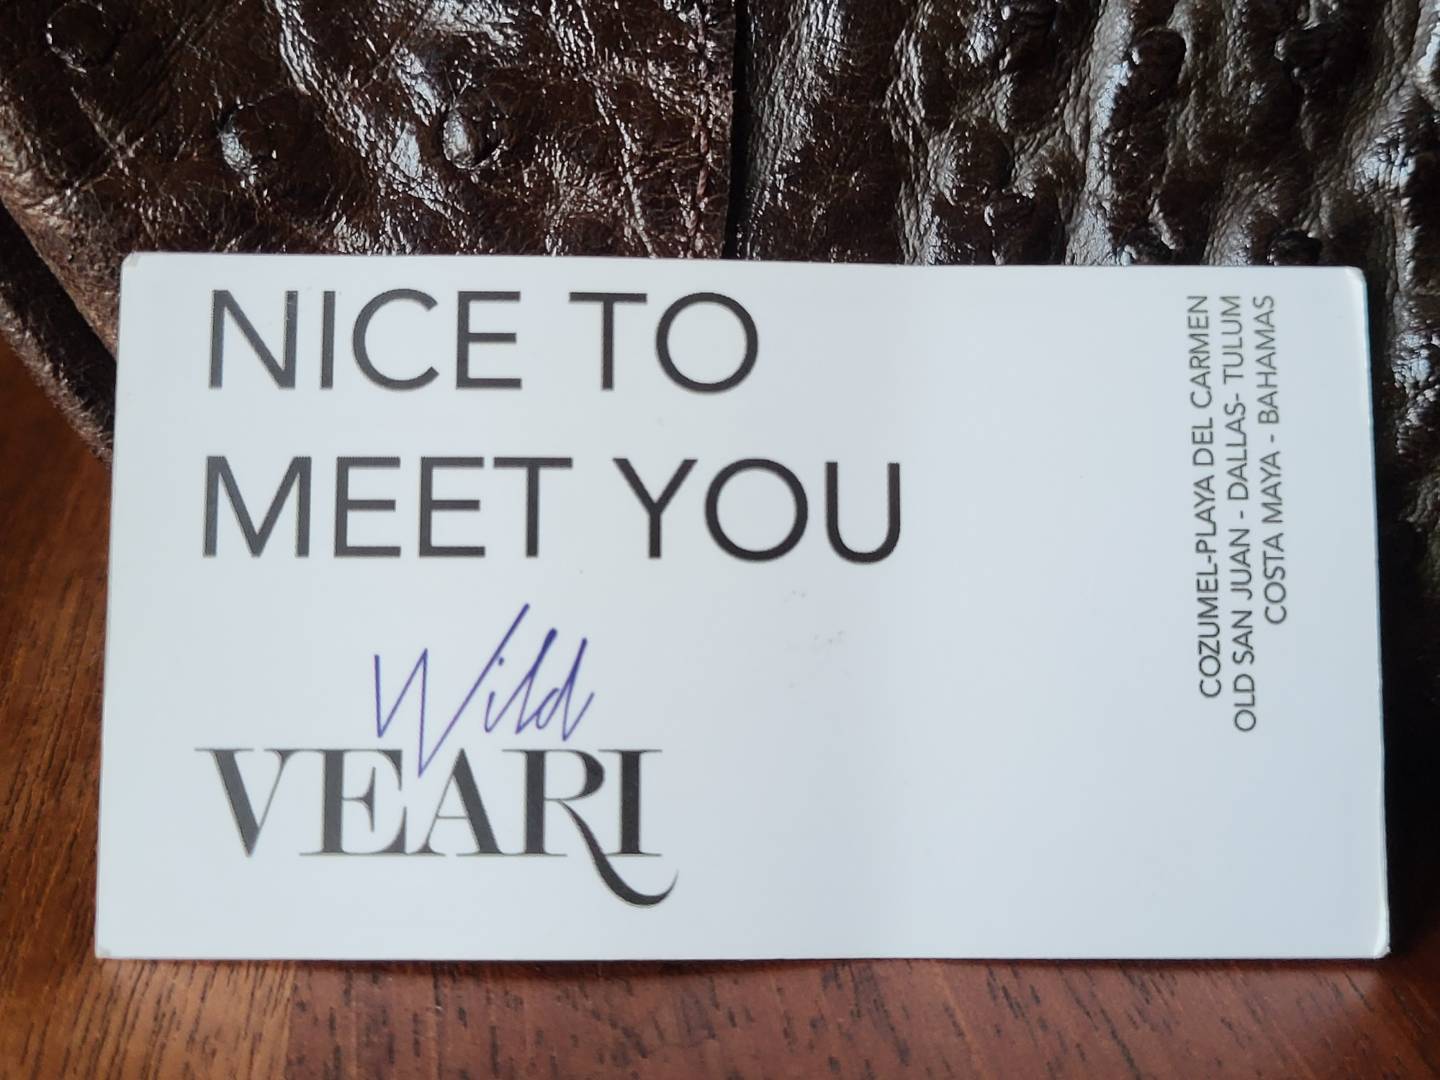 NICE TO
MEET YOU
Wild
VEARI
COZUMEL-PLAYA DEL CARMEN
OLD SAN JUAN - DALLAS- TULUM
COSTA MAYA - BAHAMAS